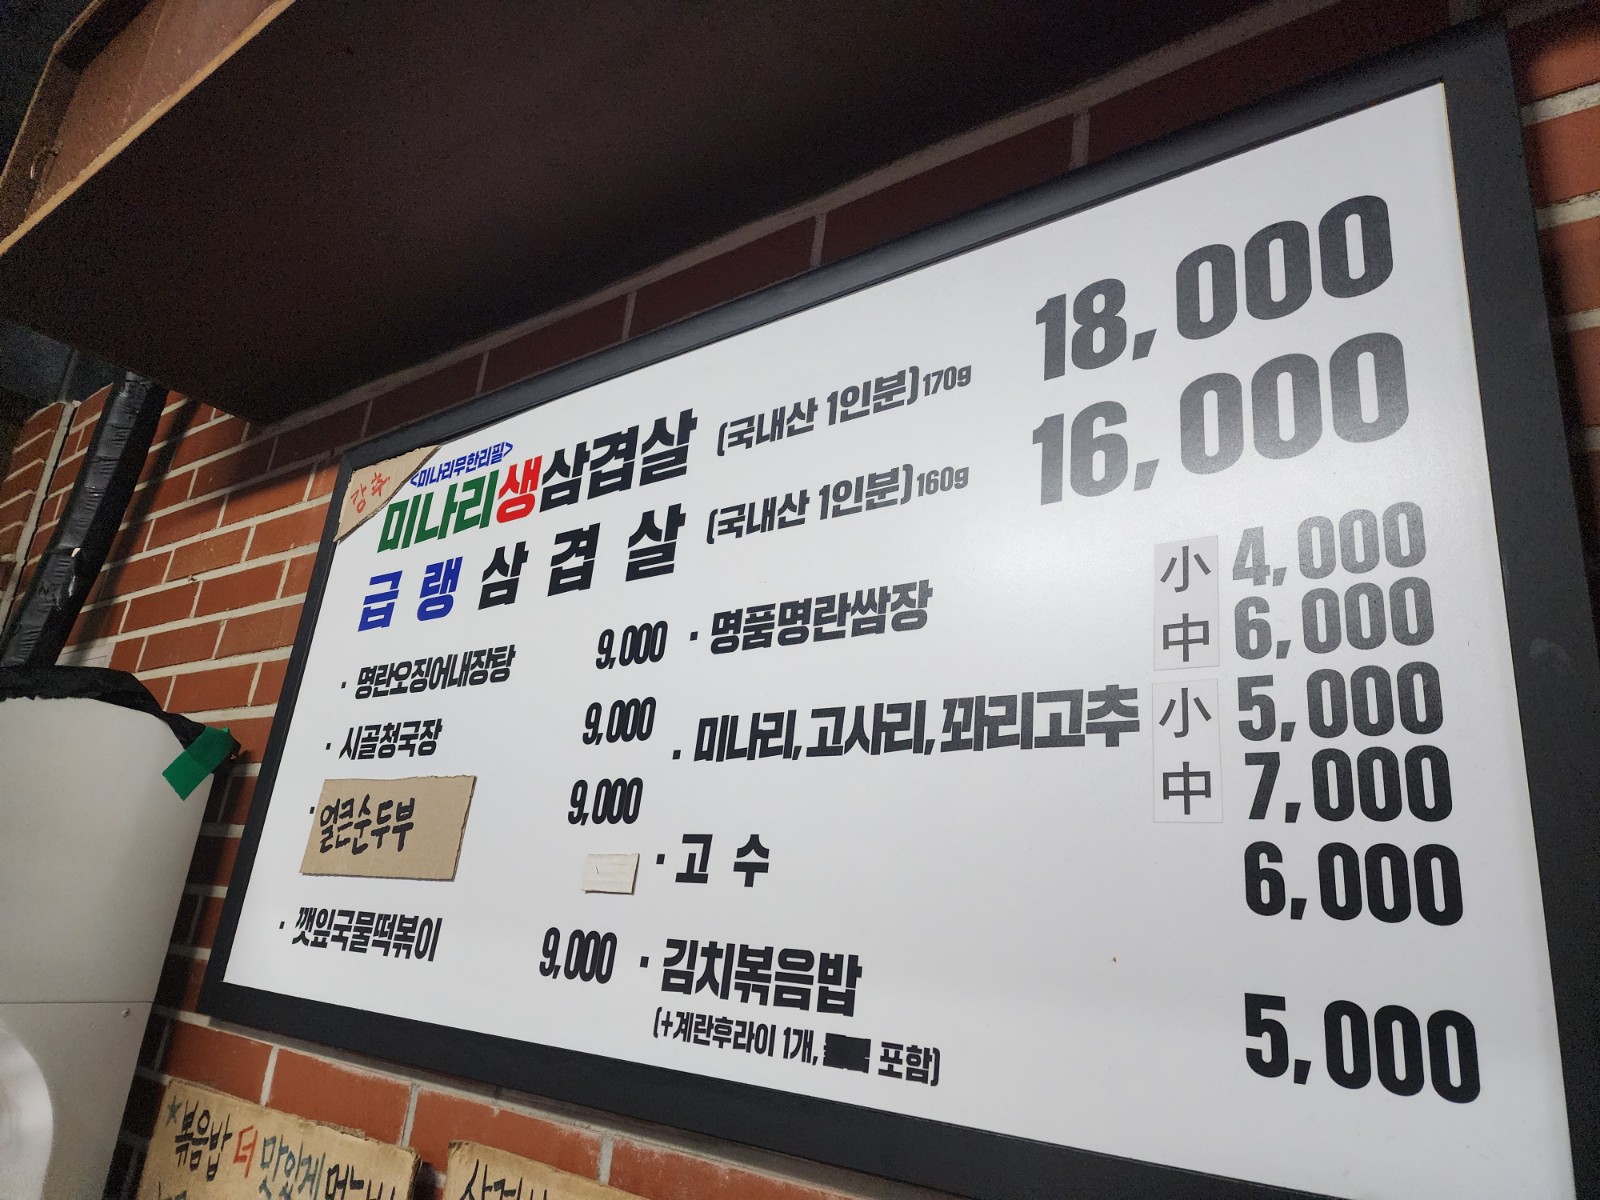 강추
<미나리무한리필>
미나리생삼겹살 (국내산 1인분)170g 18,000
급랭 삼겹살 (국내산 1인분)160g 16,000
· 명란오징어내장탕 9,000
· 시골청국장 9,000
· 얼큰순두부 9,000
· 깻잎국물떡볶이 9,000
· 명품명란쌈장 小 4,000
中 6,000
· 미나리,고사리,꽈리고추 小 5,000
中 7,000
· 고수 6,000
· 김치볶음밥 5,000
(+계란후라이 1개, 포함)
★볶음밥 더 맛있게